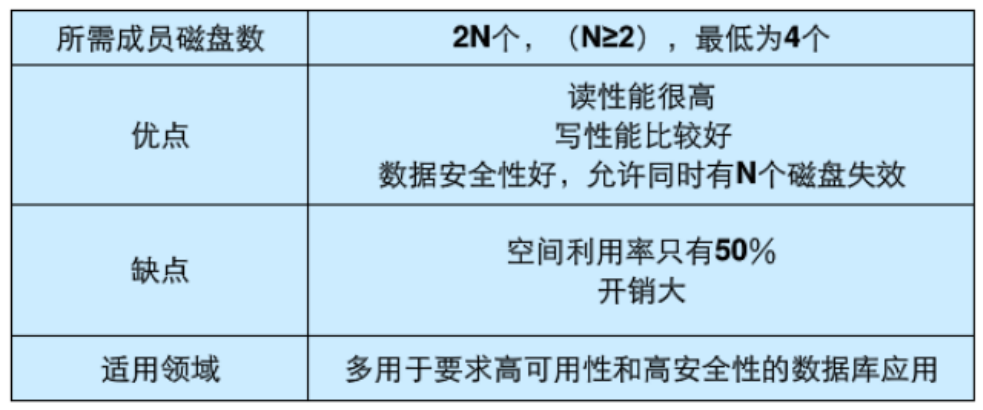 所需成员磁盘数
2N个，（N≥2），最低为4个
优点
读性能很高
写性能比较好
数据安全性好，允许同时有N个磁盘失效
缺点
空间利用率只有50%
开销大
适用领域
多用于要求高可用性和高安全性的数据库应用